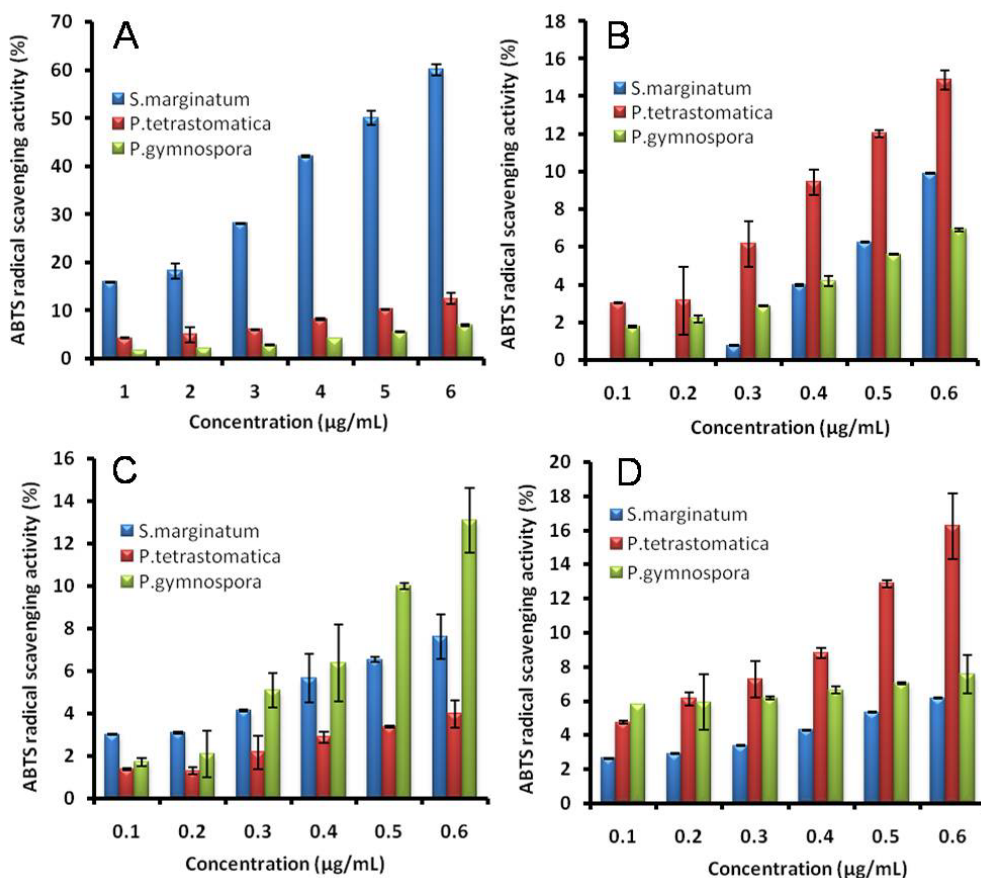 A
ABTS radical scavenging activity (%)
70
60
50
40
30
20
10
0
S.marginatum
P.tetrastomatica
P.gymnospora
1 2 3 4 5 6
Concentration (µg/mL)
B
ABTS radical scavenging activity (%)
18
16
14
12
10
8
6
4
2
0
S.marginatum
P.tetrastomatica
P.gymnospora
0.1 0.2 0.3 0.4 0.5 0.6
Concentration (µg/mL)
C
ABTS radical scavenging activity (%)
16
14
12
10
8
6
4
2
0
S.marginatum
P.tetrastomatica
P.gymnospora
0.1 0.2 0.3 0.4 0.5 0.6
Concentration (µg/mL)
D
ABTS radical scavenging activity (%)
20
18
16
14
12
10
8
6
4
2
0
S.marginatum
P.tetrastomatica
P.gymnospora
0.1 0.2 0.3 0.4 0.5 0.6
Concentration (µg/mL)